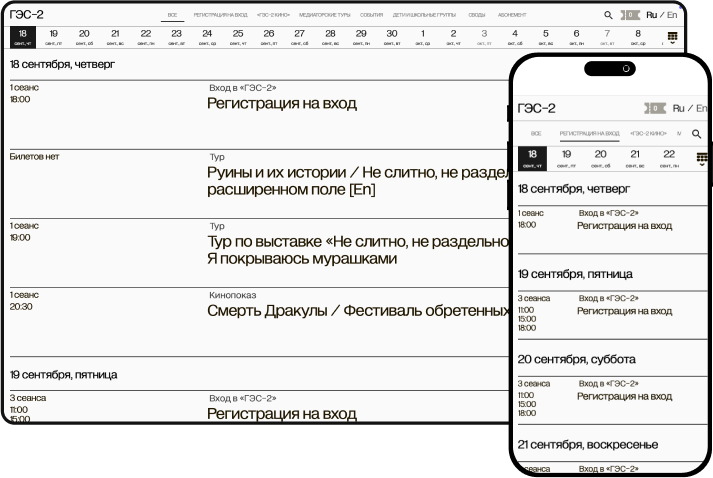 ГЭС-2
ВСЕ РЕГИСТРАЦИЯ НА ВХОД «ГЭС-2 КИНО» МЕДИАТОРСКИЕ ТУРЫ СОБЫТИЯ ДЕТИ И ШКОЛЬНЫЕ ГРУППЫ СВОДЫ АБОНЕМЕНТ
0 Ru / En
18 19 20 21 22 23 24 25 26 27 28 29 30 1 2 3 4 5 6 7 8
сент, чт сент, пт сент, сб сент, вс сент, пн сент, вт сент, ср сент, чт сент, пт сент, сб сент, вс сент, пн сент, вт окт, ср окт, чт окт, пт окт, сб окт, вс окт, пн окт, вт окт, ср
18 сентября, четверг
1 сеанс
18:00
Вход в «ГЭС-2»
Регистрация на вход
Билетов нет
Тур
Руины и их истории / Не слитно, не раздел
расширенном поле [En]
1 сеанс
19:00
Тур
Тур по выставке «Не слитно, не раздельно
Я покрываюсь мурашками
1 сеанс
20:30
Кинопоказ
Смерть Дракулы / Фестиваль обретенных
19 сентября, пятница
3 сеанса
11:00
15:00
Вход в «ГЭС-2»
Регистрация на вход
ГЭС-2
0 Ru / En
ВСЕ РЕГИСТРАЦИЯ НА ВХОД «ГЭС-2 КИНО» М
18 19 20 21 22
сент, чт сент, пт сент, сб сент, вс сент, пн
18 сентября, четверг
1 сеанс
18:00
Вход в «ГЭС-2»
Регистрация на вход
19 сентября, пятница
3 сеанса
11:00
15:00
18:00
Вход в «ГЭС-2»
Регистрация на вход
20 сентября, суббота
3 сеанса
11:00
15:00
18:00
Вход в «ГЭС-2»
Регистрация на вход
21 сентября, воскресенье
сеанса
Вход в «ГЭС-2»